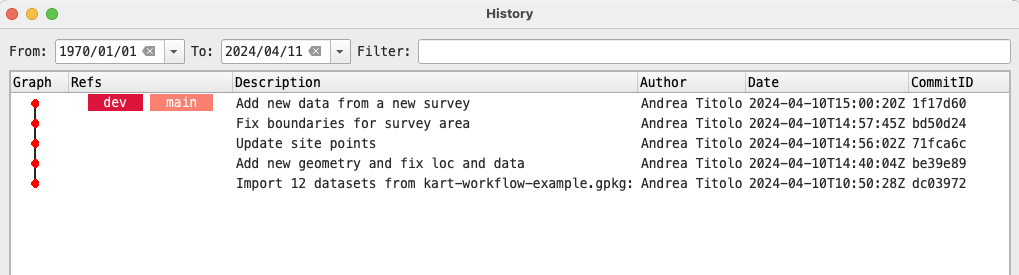 History
From: 1970/01/01 To: 2024/04/11 Filter:
Graph Refs Description Author Date CommitID
dev main Add new data from a new survey Andrea Titolo 2024-04-10T15:00:20Z 1f17d60
Fix boundaries for survey area Andrea Titolo 2024-04-10T14:57:45Z bd50d24
Update site points Andrea Titolo 2024-04-10T14:56:02Z 71fca6c
Add new geometry and fix loc and data Andrea Titolo 2024-04-10T14:40:04Z be39e89
Import 12 datasets from kart-workflow-example.gpkg: Andrea Titolo 2024-04-10T10:50:28Z dc03972